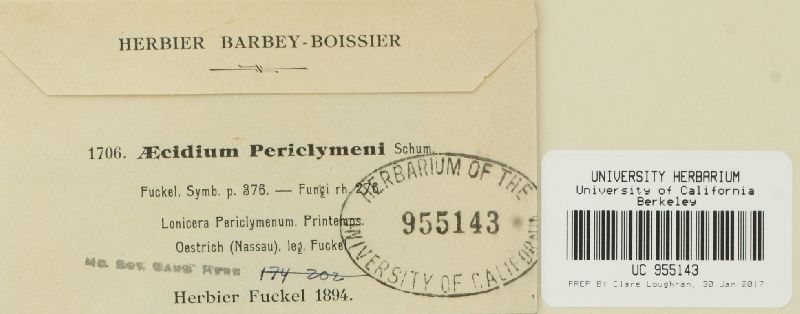 HERBIER BARBEY-BOISSIER
1706. Æcidium Periclymeni Schum.
Fuckel, Symb. p. 376. — Fungi rh. 276.
Lonicera Periclymenum. Printemps.
Oestrich (Nassau), leg. Fuckel
174 202
Herbier Fuckel 1894.
HERBARIUM OF THE
955143
UNIVERSITY OF CALIFORNIA
UNIVERSITY HERBARIUM
University of California
Berkeley
UC 955143
PREP BY Clare Loughran, 30 Jan 2017